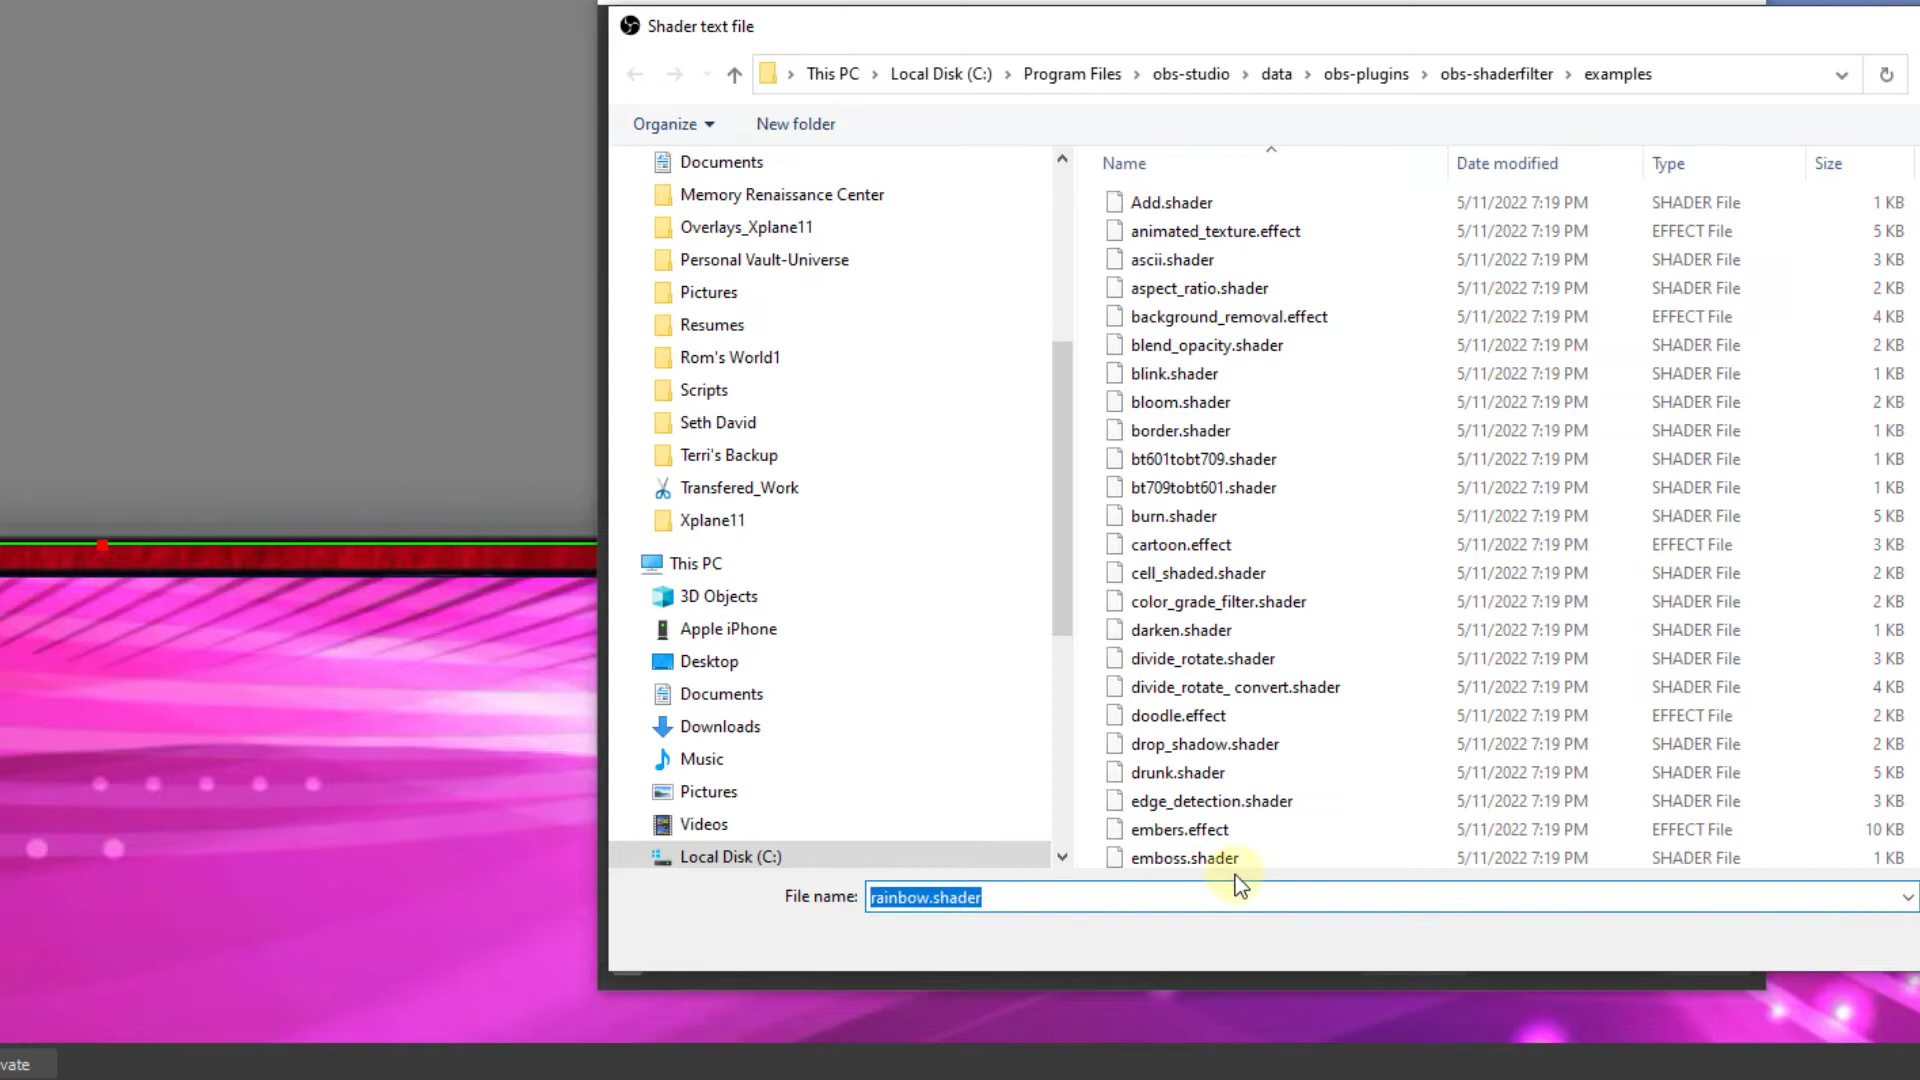 Shader text file
This PC > Local Disk (C:) > Program Files > obs-studio > data > obs-plugins > obs-shaderfilter > examples
Organize New folder
Documents
Memory Renaissance Center
Overlays_Xplane11
Personal Vault-Universe
Pictures
Resumes
Rom's World1
Scripts
Seth David
Terri's Backup
Transfered_Work
Xplane11
This PC
3D Objects
Apple iPhone
Desktop
Documents
Downloads
Music
Pictures
Videos
Local Disk (C:)
Name Date modified Type Size
Add.shader 5/11/2022 7:19 PM SHADER File 1 KB
animated_texture.effect 5/11/2022 7:19 PM EFFECT File 5 KB
ascii.shader 5/11/2022 7:19 PM SHADER File 3 KB
aspect_ratio.shader 5/11/2022 7:19 PM SHADER File 2 KB
background_removal.effect 5/11/2022 7:19 PM EFFECT File 4 KB
blend_opacity.shader 5/11/2022 7:19 PM SHADER File 2 KB
blink.shader 5/11/2022 7:19 PM SHADER File 1 KB
bloom.shader 5/11/2022 7:19 PM SHADER File 2 KB
border.shader 5/11/2022 7:19 PM SHADER File 1 KB
bt601tobt709.shader 5/11/2022 7:19 PM SHADER File 1 KB
bt709tobt601.shader 5/11/2022 7:19 PM SHADER File 1 KB
burn.shader 5/11/2022 7:19 PM SHADER File 5 KB
cartoon.effect 5/11/2022 7:19 PM EFFECT File 3 KB
cell_shaded.shader 5/11/2022 7:19 PM SHADER File 2 KB
color_grade_filter.shader 5/11/2022 7:19 PM SHADER File 2 KB
darken.shader 5/11/2022 7:19 PM SHADER File 1 KB
divide_rotate.shader 5/11/2022 7:19 PM SHADER File 3 KB
divide_rotate_ convert.shader 5/11/2022 7:19 PM SHADER File 4 KB
doodle.effect 5/11/2022 7:19 PM EFFECT File 2 KB
drop_shadow.shader 5/11/2022 7:19 PM SHADER File 2 KB
drunk.shader 5/11/2022 7:19 PM SHADER File 5 KB
edge_detection.shader 5/11/2022 7:19 PM SHADER File 3 KB
embers.effect 5/11/2022 7:19 PM EFFECT File 10 KB
emboss.shader 5/11/2022 7:19 PM SHADER File 1 KB
File name: rainbow.shader
vate